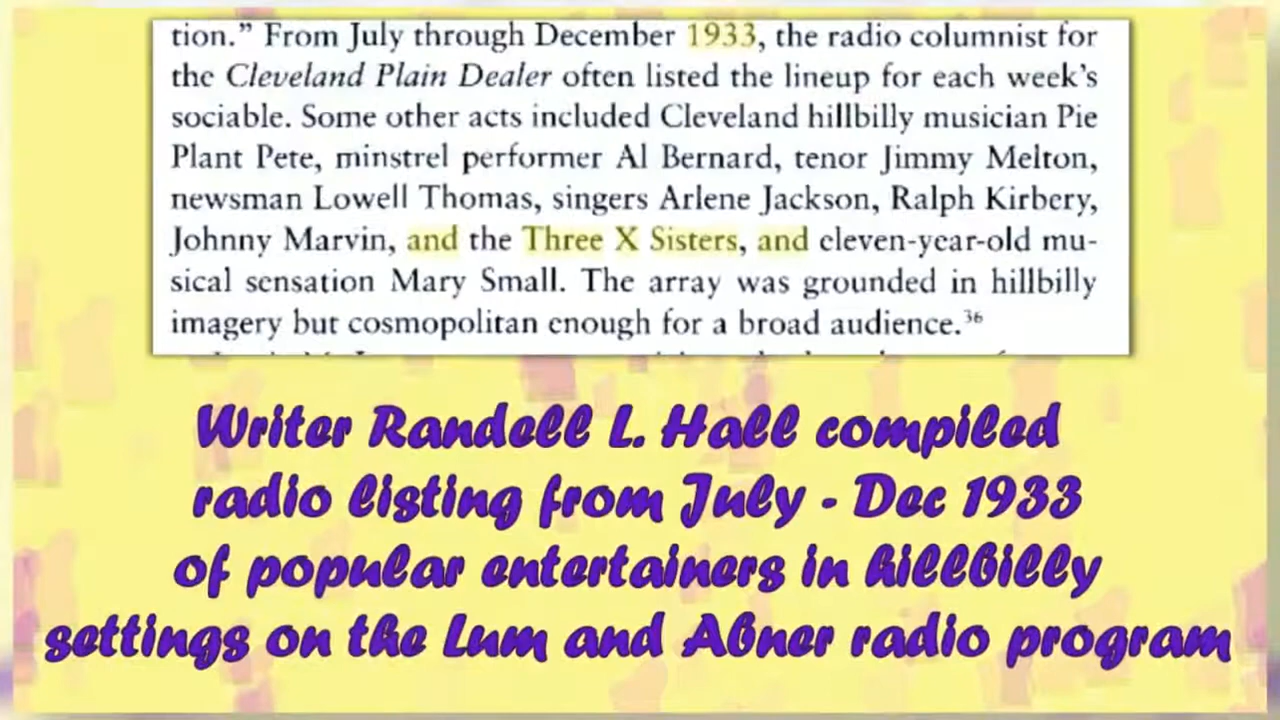 tion.” From July through December 1933, the radio columnist for
the Cleveland Plain Dealer often listed the lineup for each week’s
sociable. Some other acts included Cleveland hillbilly musician Pie
Plant Pete, minstrel performer Al Bernard, tenor Jimmy Melton,
newsman Lowell Thomas, singers Arlene Jackson, Ralph Kirbery,
Johnny Marvin, and the Three X Sisters, and eleven-year-old mu-
sical sensation Mary Small. The array was grounded in hillbilly
imagery but cosmopolitan enough for a broad audience.36
Writer Randell L. Hall compiled
radio listing from July - Dec 1933
of popular entertainers in hillbilly
settings on the Lum and Abner radio program